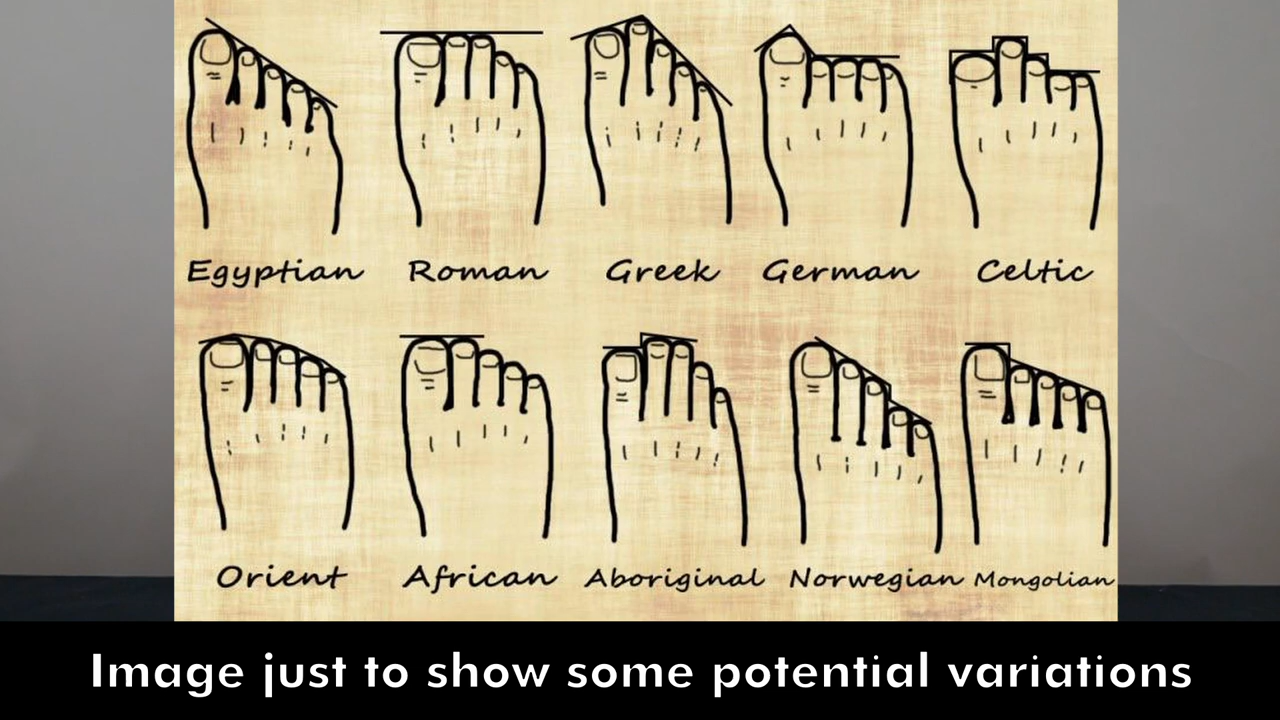 Egyptian Roman Greek German Celtic
Orient African Aboriginal Norwegian Mongolian
Image just to show some potential variations